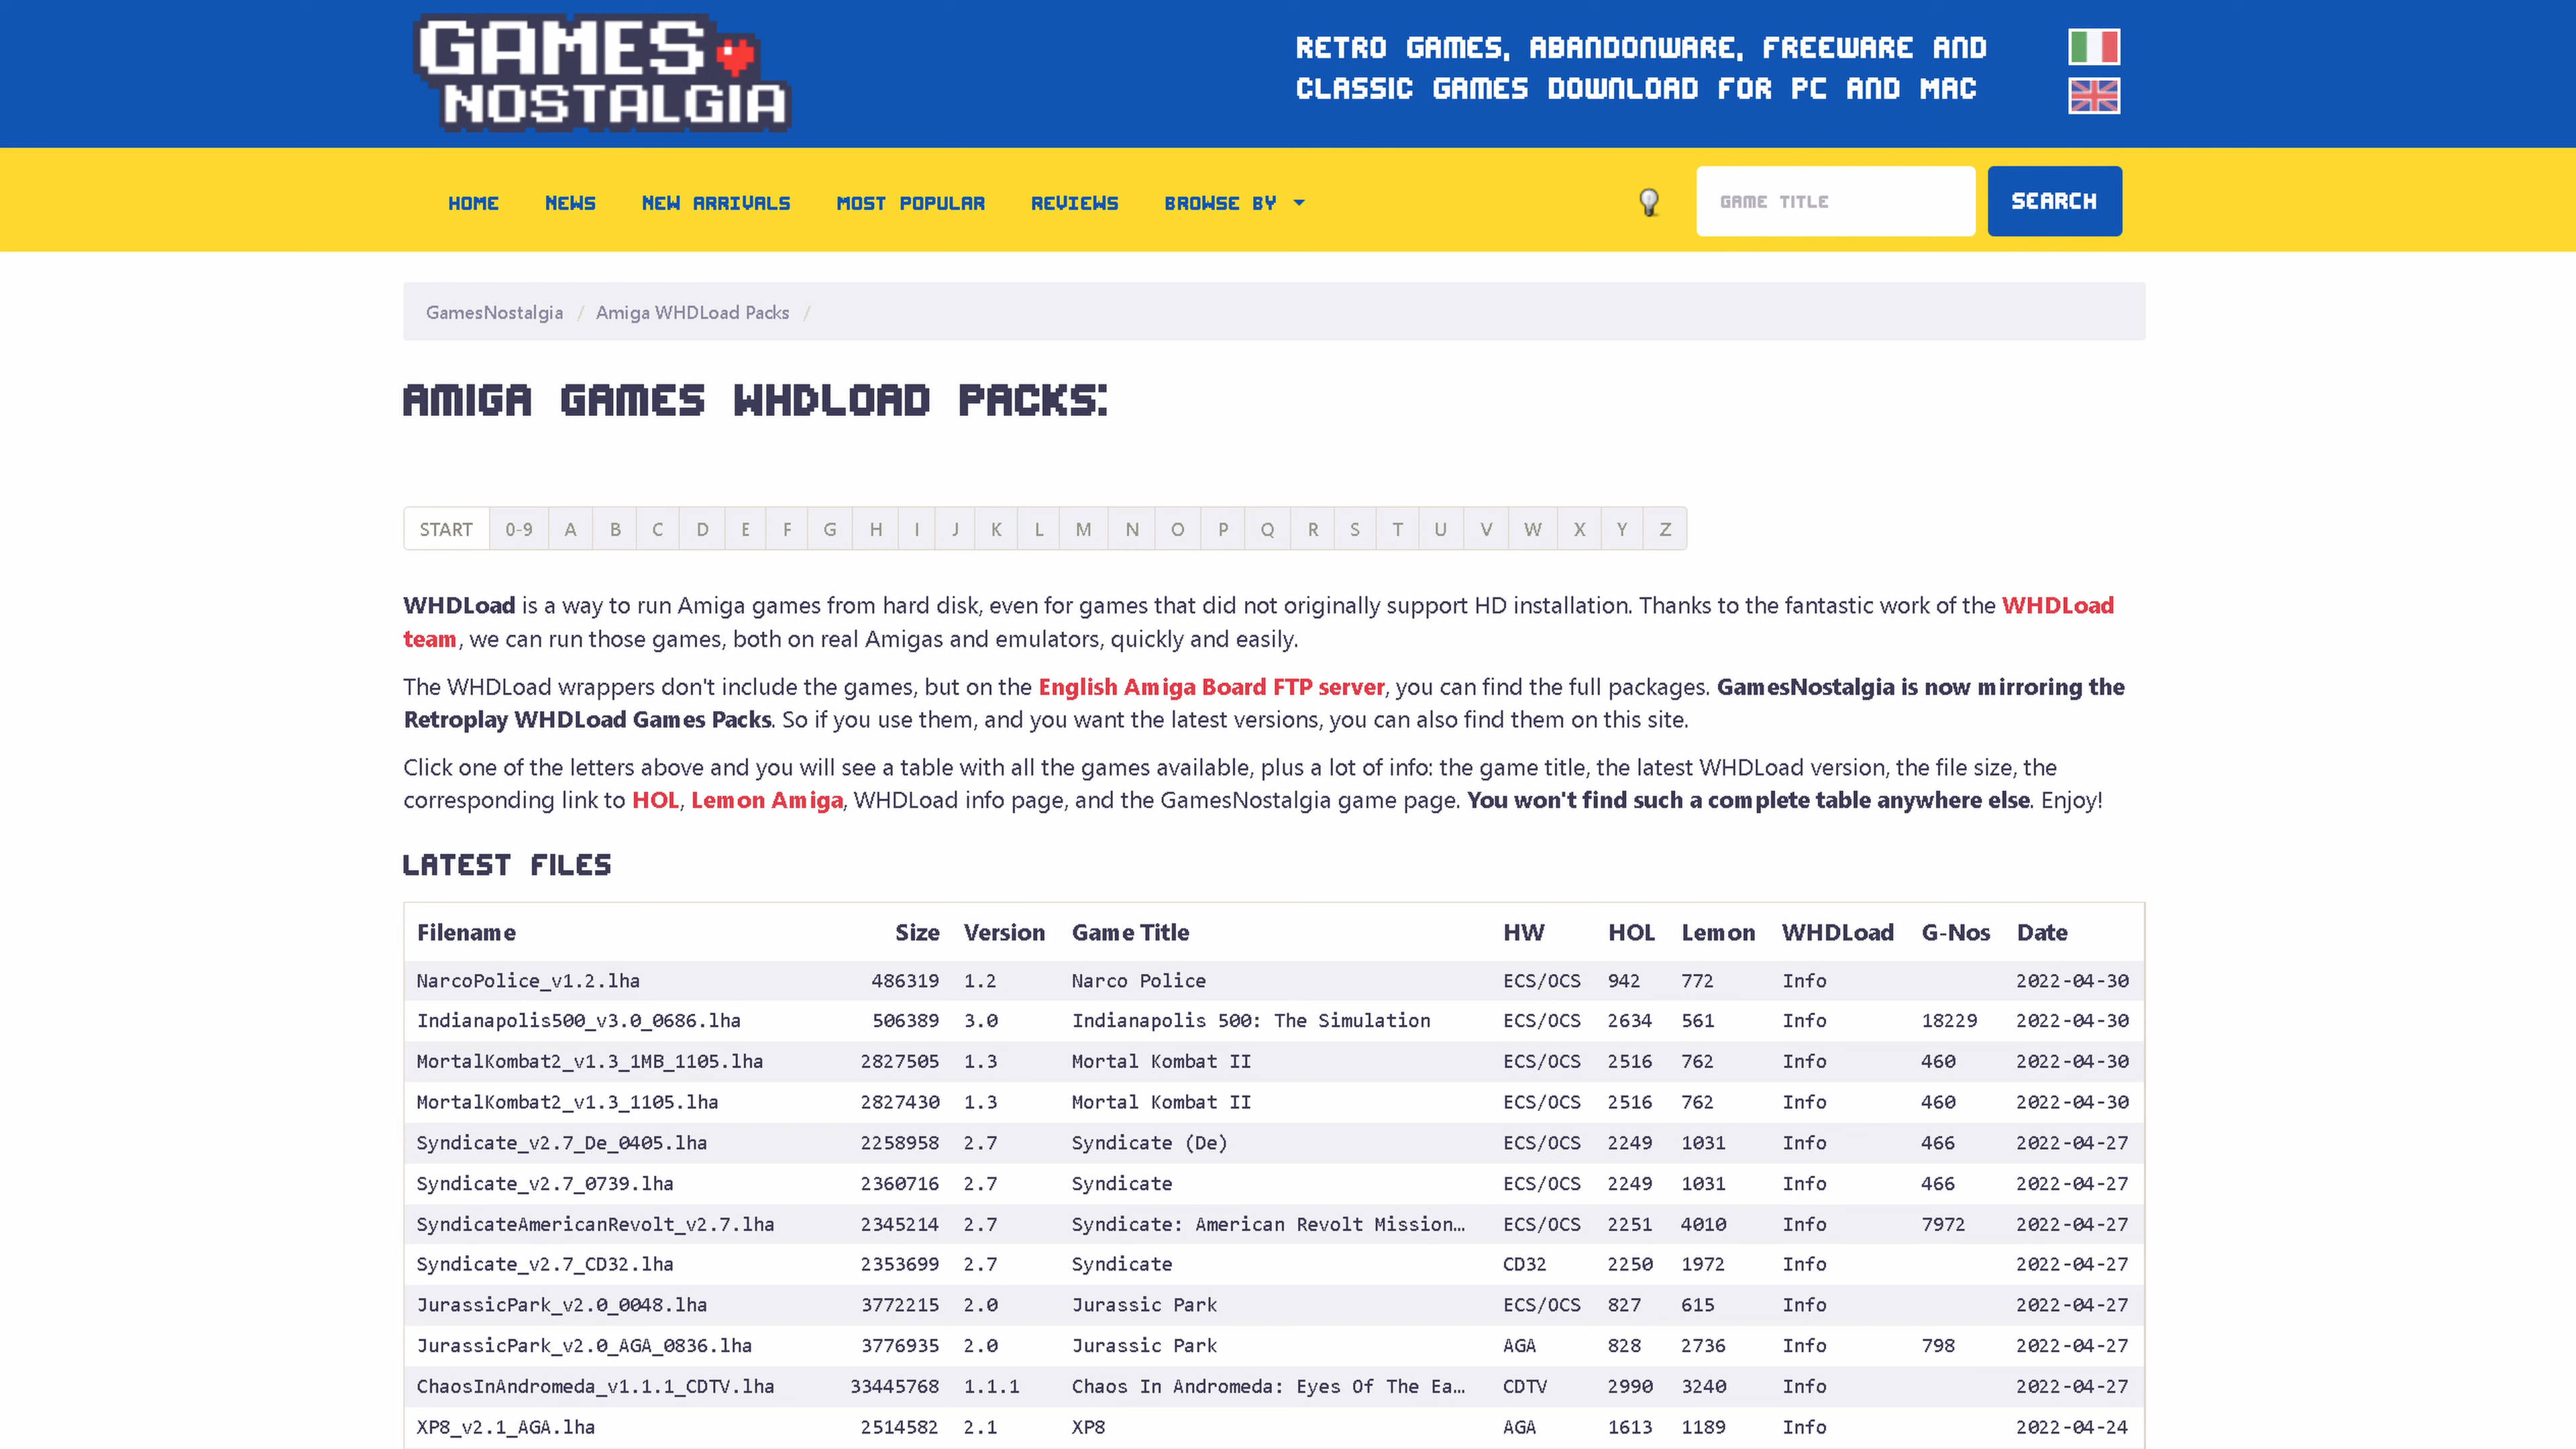 GAMES
NOSTALGIA
RETRO GAMES, ABANDONWARE, FREEWARE AND
CLASSIC GAMES DOWNLOAD FOR PC AND MAC
HOME NEWS NEW ARRIVALS MOST POPULAR REVIEWS BROWSE BY GAME TITLE SEARCH
GamesNostalgia / Amiga WHDLoad Packs /
AMIGA GAMES WHDLOAD PACKS:
START 0-9 A B C D E F G H I J K L M N O P Q R S T U V W X Y Z
WHDLoad is a way to run Amiga games from hard disk, even for games that did not originally support HD installation. Thanks to the fantastic work of the WHDLoad
team, we can run those games, both on real Amigas and emulators, quickly and easily.
The WHDLoad wrappers don't include the games, but on the English Amiga Board FTP server, you can find the full packages. GamesNostalgia is now mirroring the
Retroplay WHDLoad Games Packs. So if you use them, and you want the latest versions, you can also find them on this site.
Click one of the letters above and you will see a table with all the games available, plus a lot of info: the game title, the latest WHDLoad version, the file size, the
corresponding link to HOL, Lemon Amiga, WHDLoad info page, and the GamesNostalgia game page. You won't find such a complete table anywhere else. Enjoy!
LATEST FILES
Filename Size Version Game Title HW HOL Lemon WHDLoad G-Nos Date
NarcoPolice_v1.2.lha 486319 1.2 Narco Police ECS/OCS 942 772 Info 2022-04-30
Indianapolis500_v3.0_0686.lha 506389 3.0 Indianapolis 500: The Simulation ECS/OCS 2634 561 Info 18229 2022-04-30
MortalKombat2_v1.3_1MB_1105.lha 2827505 1.3 Mortal Kombat II ECS/OCS 2516 762 Info 460 2022-04-30
MortalKombat2_v1.3_1105.lha 2827430 1.3 Mortal Kombat II ECS/OCS 2516 762 Info 460 2022-04-30
Syndicate_v2.7_De_0405.lha 2258958 2.7 Syndicate (De) ECS/OCS 2249 1031 Info 466 2022-04-27
Syndicate_v2.7_0739.lha 2360716 2.7 Syndicate ECS/OCS 2249 1031 Info 466 2022-04-27
SyndicateAmericanRevolt_v2.7.lha 2345214 2.7 Syndicate: American Revolt Mission… ECS/OCS 2251 4010 Info 7972 2022-04-27
Syndicate_v2.7_CD32.lha 2353699 2.7 Syndicate CD32 2250 1972 Info 2022-04-27
JurassicPark_v2.0_0048.lha 3772215 2.0 Jurassic Park ECS/OCS 827 615 Info 2022-04-27
JurassicPark_v2.0_AGA_0836.lha 3776935 2.0 Jurassic Park AGA 828 2736 Info 798 2022-04-27
ChaosInAndromeda_v1.1.1_CDTV.lha 33445768 1.1.1 Chaos In Andromeda: Eyes Of The Ea… CDTV 2990 3240 Info 2022-04-27
XP8_v2.1_AGA.lha 2514582 2.1 XP8 AGA 1613 1189 Info 2022-04-24